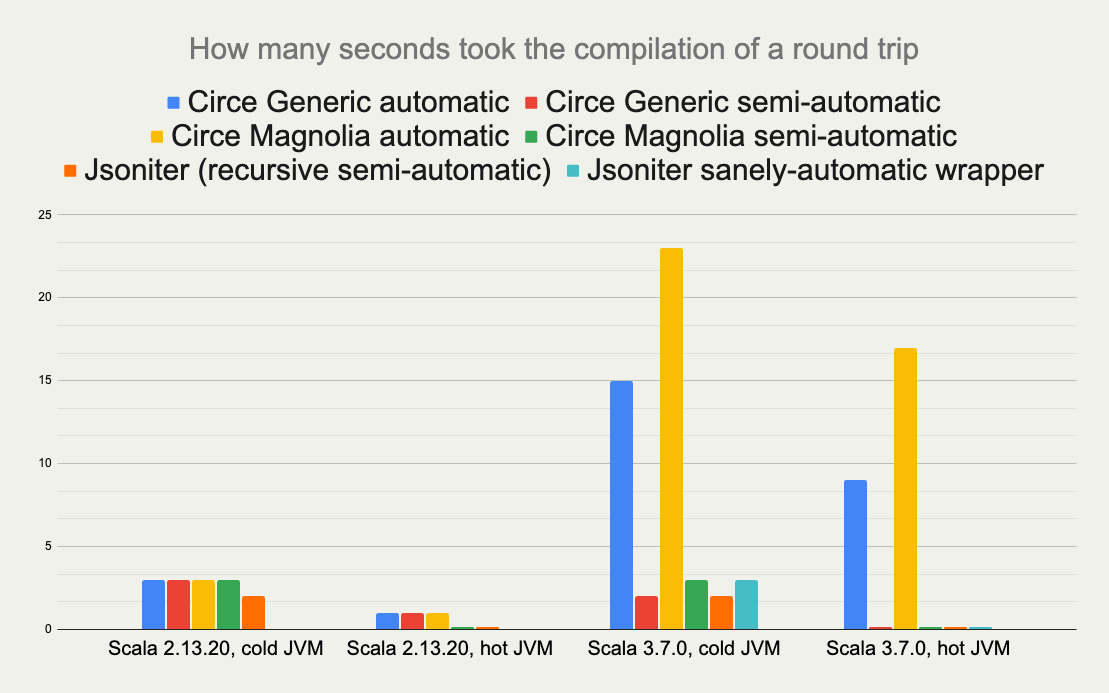 How many seconds took the compilation of a round trip
Circe Generic automatic Circe Generic semi-automatic
Circe Magnolia automatic Circe Magnolia semi-automatic
Jsoniter (recursive semi-automatic) Jsoniter sanely-automatic wrapper
25
20
15
10
5
0
Scala 2.13.20, cold JVM Scala 2.13.20, hot JVM Scala 3.7.0, cold JVM Scala 3.7.0, hot JVM